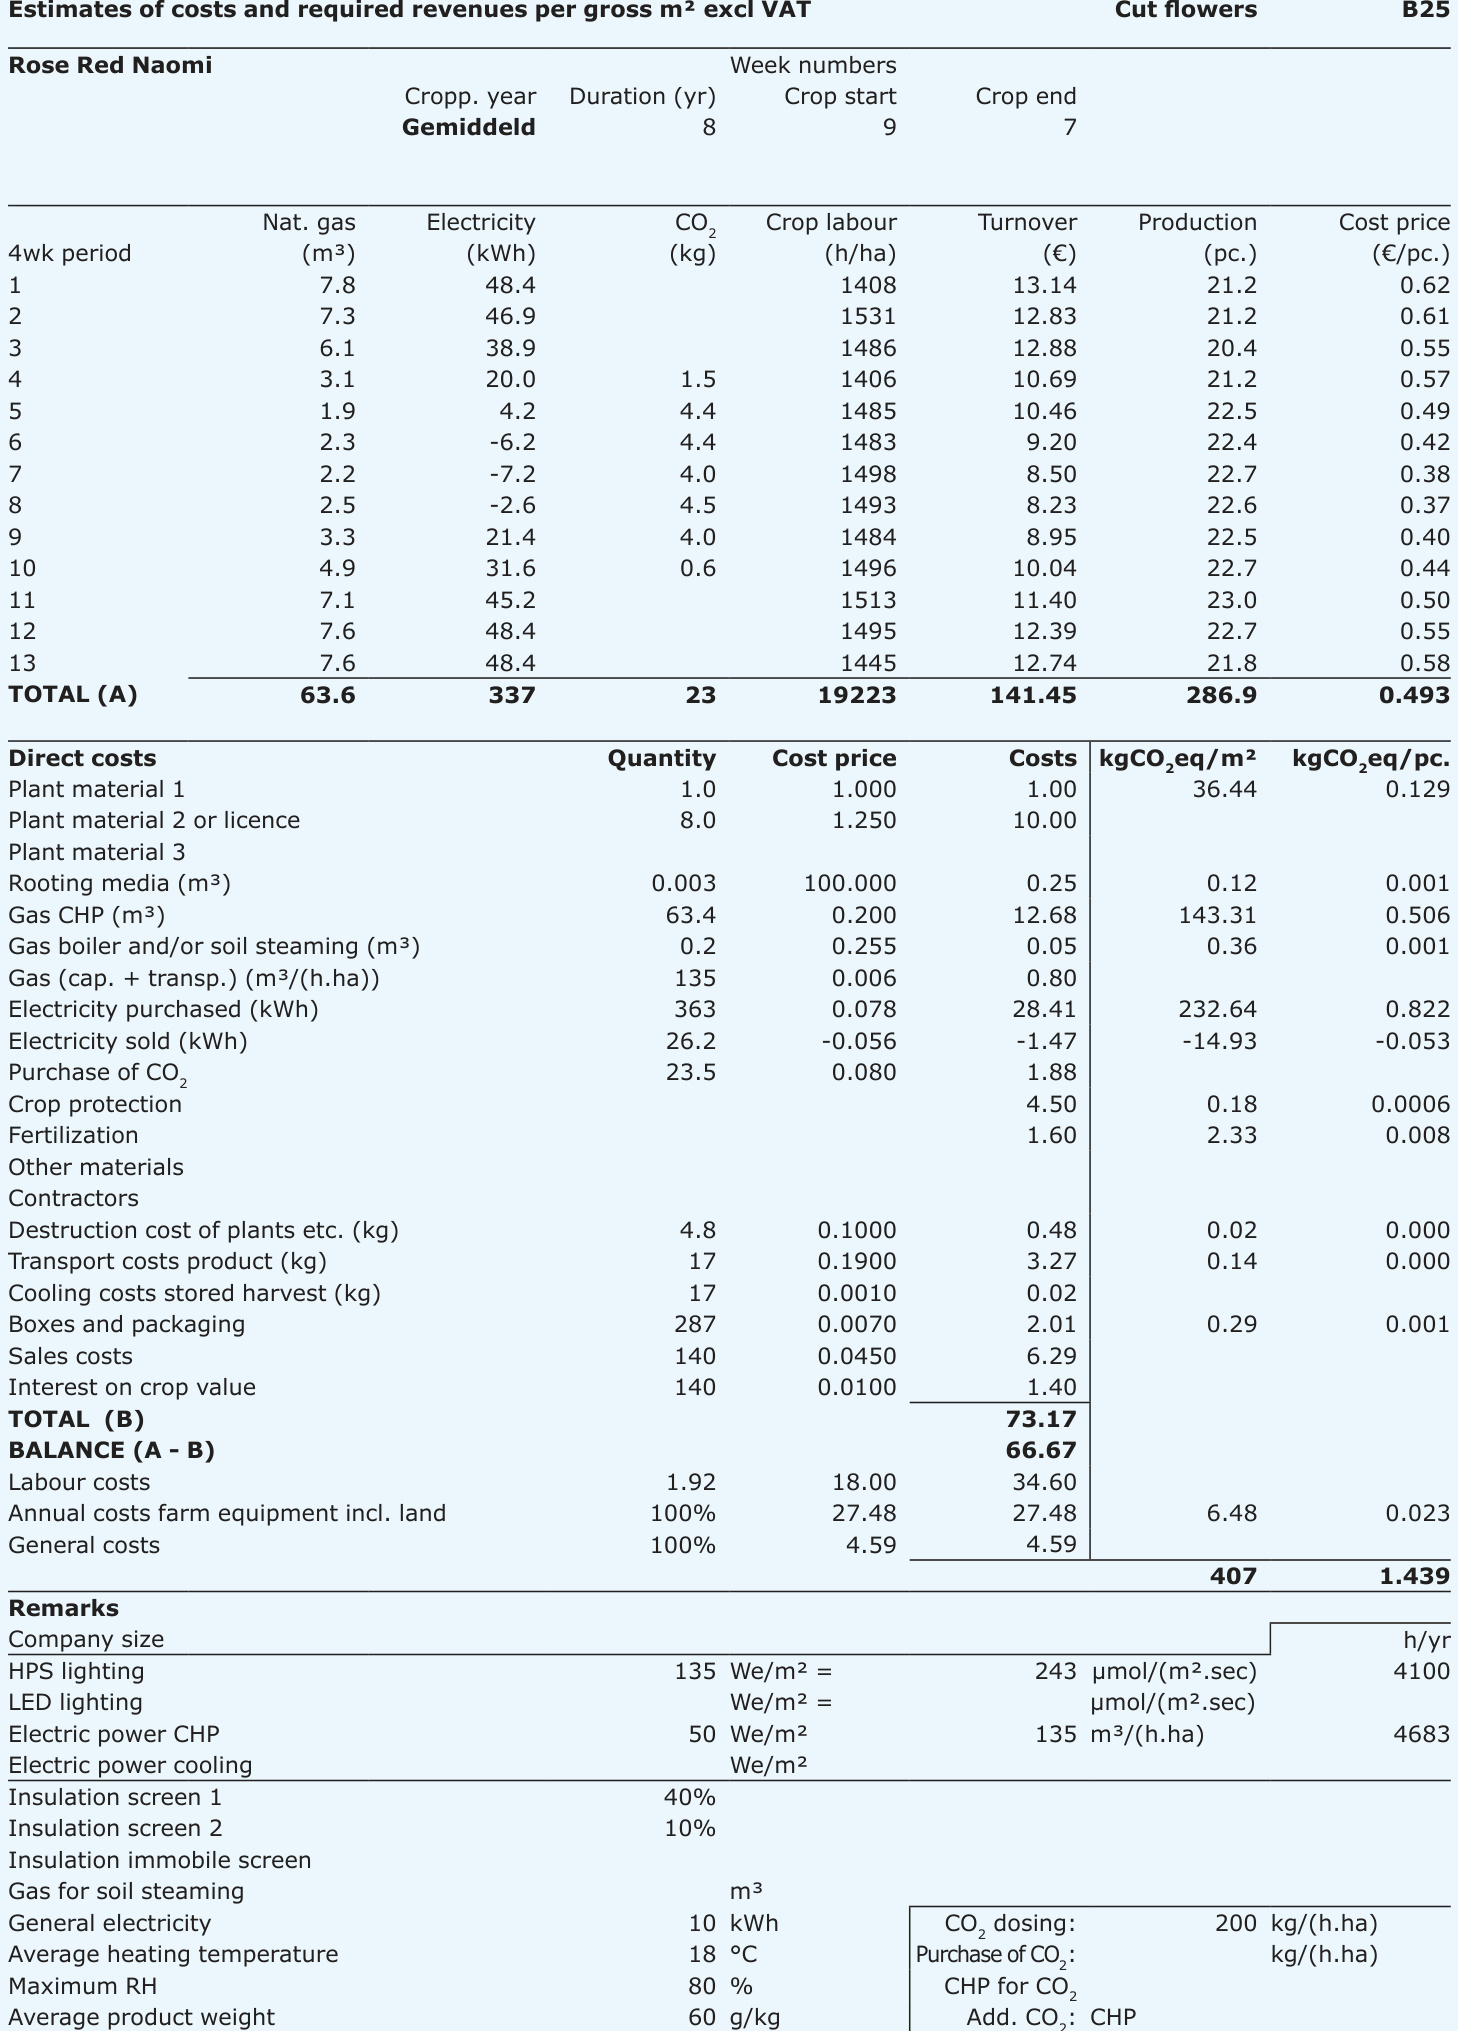 Estimates of costs and required revenues per gross m² excl VAT Cut flowers B25
Rose Red Naomi Week numbers
Cropp. year Duration (yr) Crop start Crop end
Gemiddeld 8 9 7
Nat. gas Electricity CO₂ Crop labour Turnover Production Cost price
4wk period (m³) (kWh) (kg) (h/ha) (€) (pc.) (€/pc.)
1 7.8 48.4 1408 13.14 21.2 0.62
2 7.3 46.9 1531 12.83 21.2 0.61
3 6.1 38.9 1486 12.88 20.4 0.55
4 3.1 20.0 1.5 1406 10.69 21.2 0.57
5 1.9 4.2 4.4 1485 10.46 22.5 0.49
6 2.3 -6.2 4.4 1483 9.20 22.4 0.42
7 2.2 -7.2 4.0 1498 8.50 22.7 0.38
8 2.5 -2.6 4.5 1493 8.23 22.6 0.37
9 3.3 21.4 4.0 1484 8.95 22.5 0.40
10 4.9 31.6 0.6 1496 10.04 22.7 0.44
11 7.1 45.2 1513 11.40 23.0 0.50
12 7.6 48.4 1495 12.39 22.7 0.55
13 7.6 48.4 1445 12.74 21.8 0.58
TOTAL (A) 63.6 337 23 19223 141.45 286.9 0.493
Direct costs Quantity Cost price Costs kgCO₂eq/m² kgCO₂eq/pc.
Plant material 1 1.0 1.000 1.00 36.44 0.129
Plant material 2 or licence 8.0 1.250 10.00
Plant material 3
Rooting media (m³) 0.003 100.000 0.25 0.12 0.001
Gas CHP (m³) 63.4 0.200 12.68 143.31 0.506
Gas boiler and/or soil steaming (m³) 0.2 0.255 0.05 0.36 0.001
Gas (cap. + transp.) (m³/(h.ha)) 135 0.006 0.80
Electricity purchased (kWh) 363 0.078 28.41 232.64 0.822
Electricity sold (kWh) 26.2 -0.056 -1.47 -14.93 -0.053
Purchase of CO₂ 23.5 0.080 1.88
Crop protection 4.50 0.18 0.0006
Fertilization 1.60 2.33 0.008
Other materials
Contractors
Destruction cost of plants etc. (kg) 4.8 0.1000 0.48 0.02 0.000
Transport costs product (kg) 17 0.1900 3.27 0.14 0.000
Cooling costs stored harvest (kg) 17 0.0010 0.02
Boxes and packaging 287 0.0070 2.01 0.29 0.001
Sales costs 140 0.0450 6.29
Interest on crop value 140 0.0100 1.40
TOTAL (B) 73.17
BALANCE (A - B) 66.67
Labour costs 1.92 18.00 34.60
Annual costs farm equipment incl. land 100% 27.48 27.48 6.48 0.023
General costs 100% 4.59 4.59
407 1.439
Remarks
Company size h/yr
HPS lighting 135 We/m² = 243 µmol/(m².sec) 4100
LED lighting We/m² = µmol/(m².sec)
Electric power CHP 50 We/m² 135 m³/(h.ha) 4683
Electric power cooling We/m²
Insulation screen 1 40%
Insulation screen 2 10%
Insulation immobile screen
Gas for soil steaming m³
General electricity 10 kWh CO₂ dosing: 200 kg/(h.ha)
Average heating temperature 18 °C Purchase of CO₂: kg/(h.ha)
Maximum RH 80 % CHP for CO₂
Average product weight 60 g/kg Add. CO₂: CHP